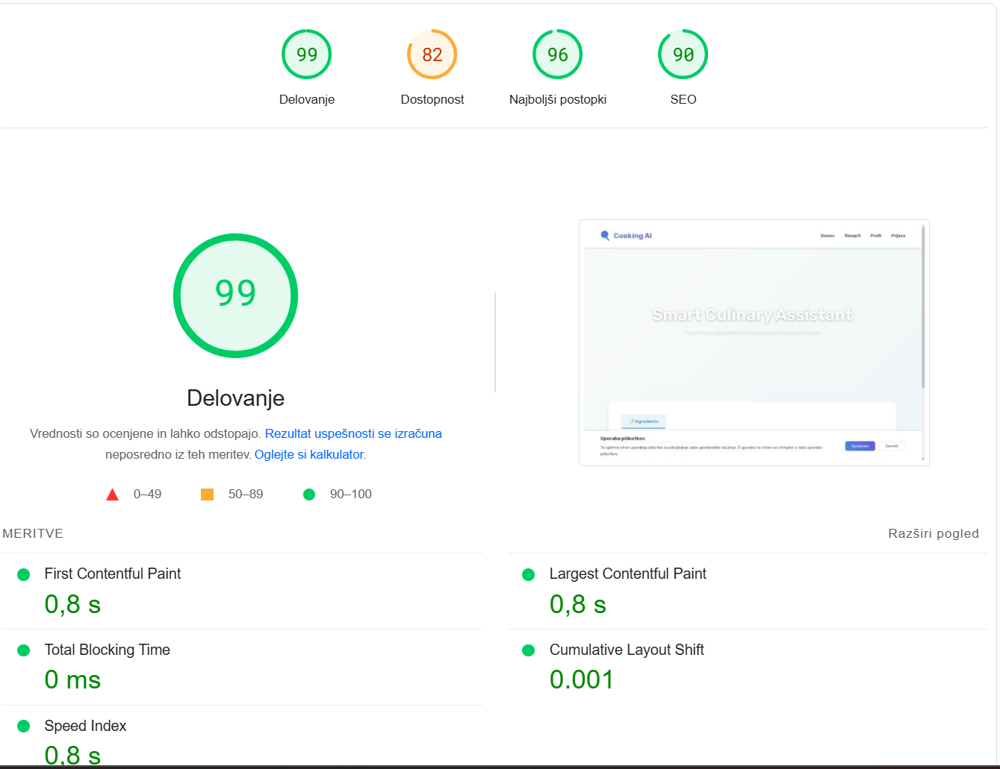 99
82
96
90
Delovanje
Dostopnost
Najboljši postopki
SEO
99
Delovanje
Vrednosti so ocenjene in lahko odstopajo. Rezultat uspešnosti se izračuna
neposredno iz teh meritev. Oglejte si kalkulator.
0–49
50–89
90–100
Cooking AI
Domov
Recepti
Profil
Prijava
Smart Culinary Assistant
Ingredients
Uporaba piškotkov
Ta spletna stran uporablja piškotke za izboljšanje vaše uporabniške izkušnje. Z uporabo te strani se strinjate z našo uporabo
piškotkov.
Sprejmem
Zavrni
MERITVE
Razširi pogled
First Contentful Paint
0,8 s
Largest Contentful Paint
0,8 s
Total Blocking Time
0 ms
Cumulative Layout Shift
0.001
Speed Index
0,8 s